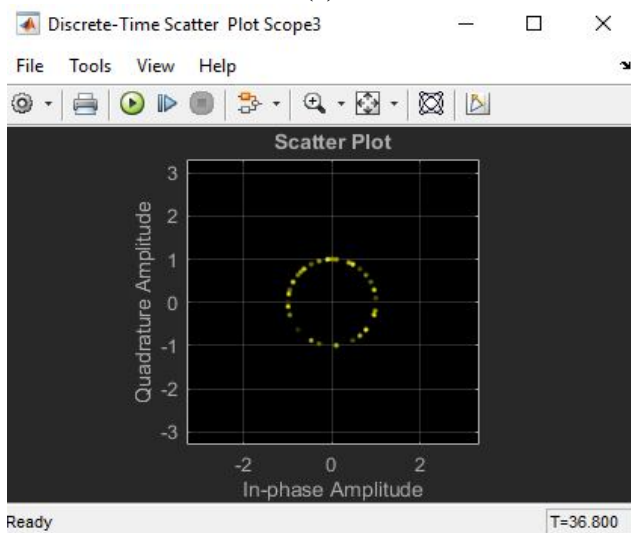 Discrete-Time Scatter Plot Scope3
File Tools View Help
Scatter Plot
Quadrature Amplitude
3
2
1
0
-1
-2
-3
-2 0 2
In-phase Amplitude
Ready T=36.800